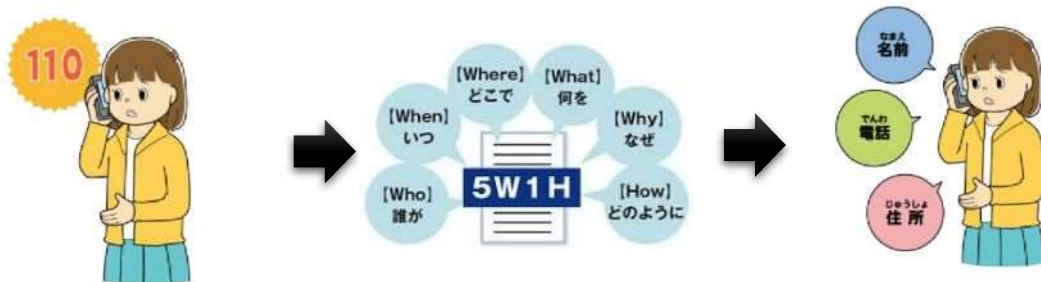 110
[Who]
誰が
[When]
いつ
[Where]
どこで
[What]
何を
[Why]
なぜ
[How]
どのように
5W1H
なまえ
名前
でんわ
電話
じゅうしょ
住所